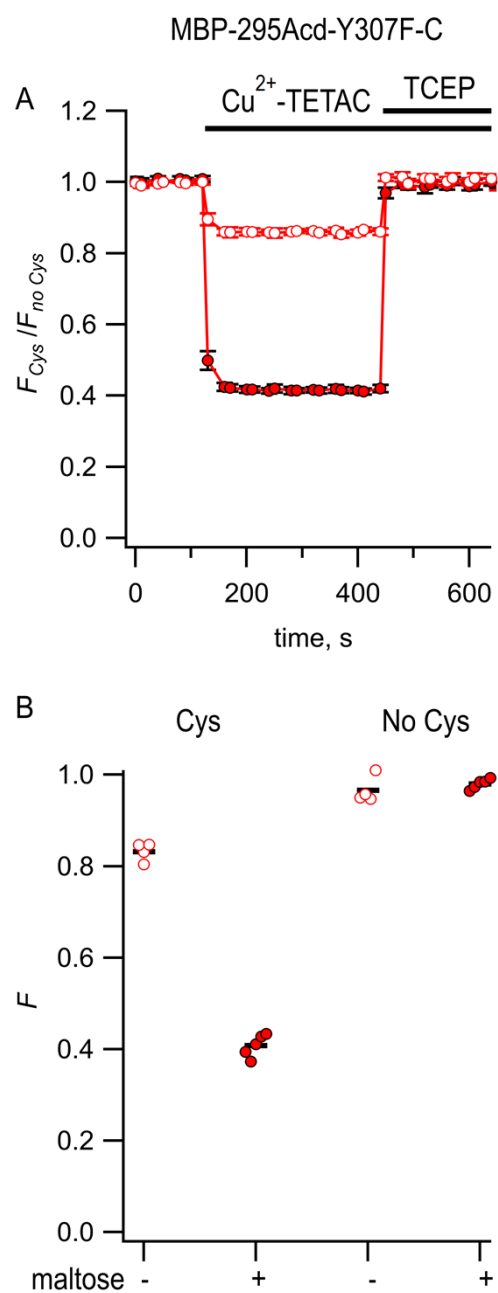 MBP-295Acd-Y307F-C
A
TCEP
Cu2+-TETAC
1.2
1.0
0.8
0.6
0.4
0.2
0.0
FCys /Fno Cys
0 200 400 600
time, s
B
Cys No Cys
1.0
0.8
0.6
0.4
0.2
0.0
F
maltose - + - +